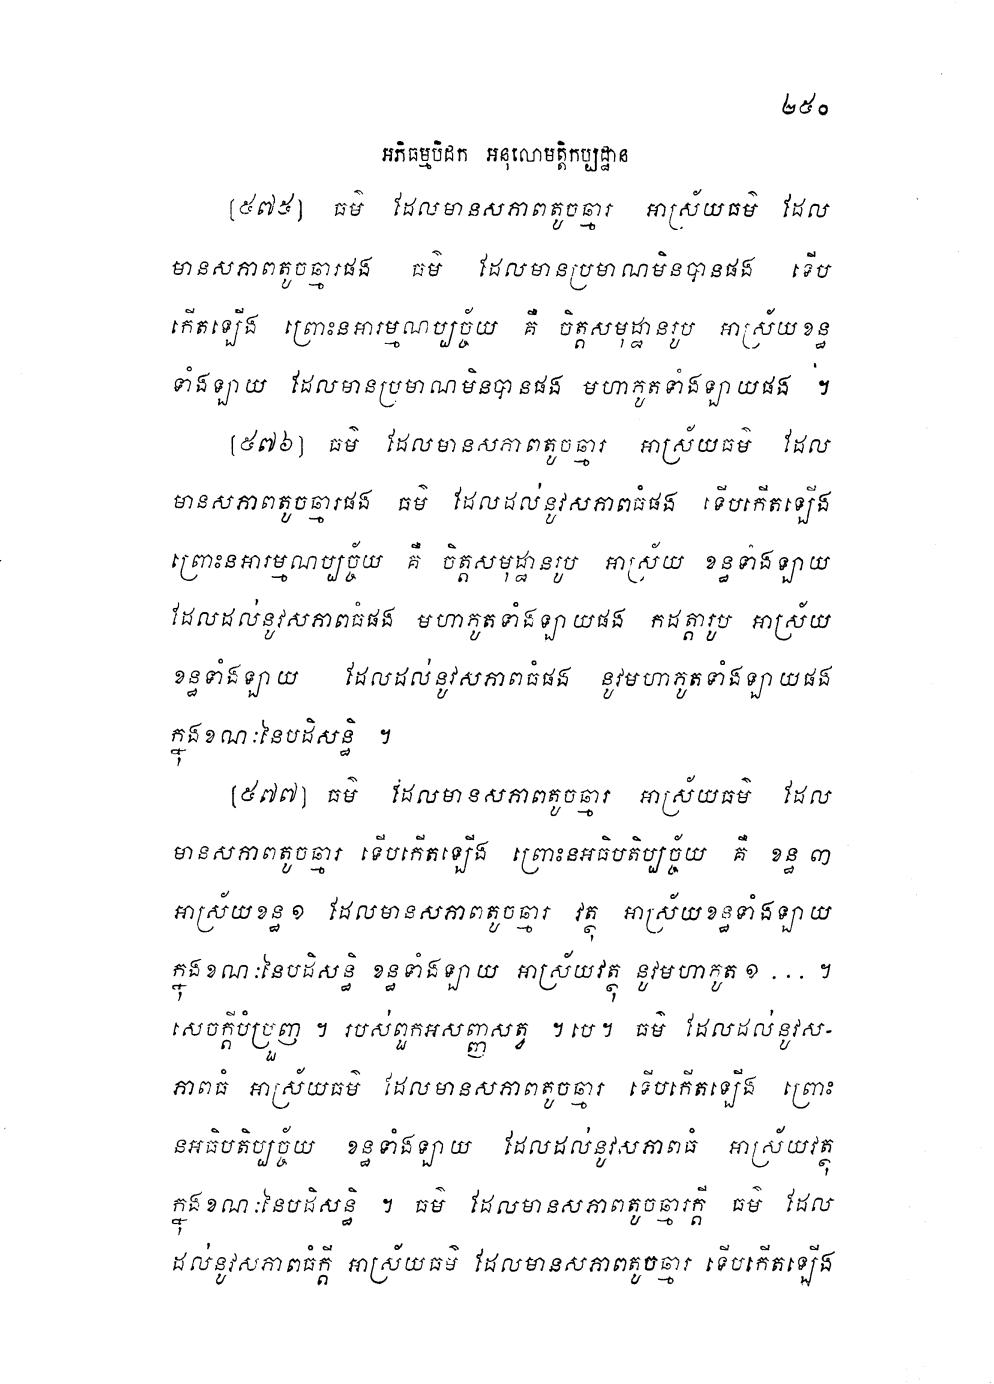 ២៥០
អភិធម្មបិដក អនុលោមត្តិកប្បដ្ឋាន
[៥៧៥] ធម៌ ដែលមានសភាពតូចឆ្មារ អាស្រ័យធម៌ ដែល
មានសភាពតូចឆ្មារផង ធម៌ ដែលមានប្រមាណមិនបានផង ទើប
កើតឡើង ព្រោះនអារម្មណប្បច្ច័យ គឺ ចិត្តសមុដ្ឋានរូប អាស្រ័យខន្ធ
ទាំងឡាយ ដែលមានប្រមាណមិនបានផង មហាភូតទាំងឡាយផង ។
[៥៧៦] ធម៌ ដែលមានសភាពតូចឆ្មារ អាស្រ័យធម៌ ដែល
មានសភាពតូចឆ្មារផង ធម៌ ដែលដល់នូវសភាពធំផង ទើបកើតឡើង
ព្រោះនអារម្មណប្បច្ច័យ គឺ ចិត្តសមុដ្ឋានរូប អាស្រ័យ ខន្ធទាំងឡាយ
ដែលដល់នូវសភាពធំផង មហាភូតទាំងឡាយផង កដត្តារូប អាស្រ័យ
ខន្ធទាំងឡាយ ដែលដល់នូវសភាពធំផង នូវមហាភូតទាំងឡាយផង
ក្នុងខណៈនៃបដិសន្ធិ ។
[៥៧៧] ធម៌ ដែលមានសភាពតូចឆ្មារ អាស្រ័យធម៌ ដែល
មានសភាពតូចឆ្មារ ទើបកើតឡើង ព្រោះនអធិបតិប្បច្ច័យ គឺ ខន្ធ ៣
អាស្រ័យខន្ធ ១ ដែលមានសភាពតូចឆ្មារ វត្ថុ អាស្រ័យខន្ធទាំងឡាយ
ក្នុងខណៈនៃបដិសន្ធិ ខន្ធទាំងឡាយ អាស្រ័យវត្ថុ នូវមហាភូត ១ ... ។
សេចក្តីបំប្រួញ ។ របស់ពួកអសញ្ញសត្វ ។ បេ ។ ធម៌ ដែលដល់នូវស-
ភាពធំ អាស្រ័យធម៌ ដែលមានសភាពតូចឆ្មារ ទើបកើតឡើង ព្រោះ
នអធិបតិប្បច្ច័យ ខន្ធទាំងឡាយ ដែលដល់នូវសភាពធំ អាស្រ័យវត្ថុ
ក្នុងខណៈនៃបដិសន្ធិ ។ ធម៌ ដែលមានសភាពតូចឆ្មារក្តី ធម៌ ដែល
ដល់នូវសភាពធំក្តី អាស្រ័យធម៌ ដែលមានសភាពតូចឆ្មារ ទើបកើតឡើង